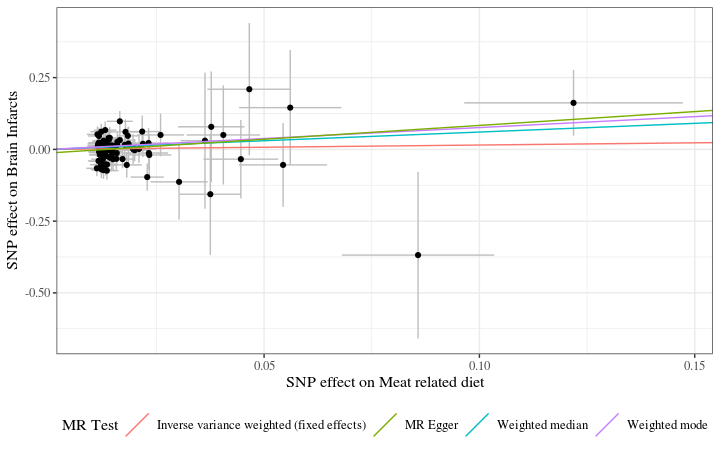 0.25
0.00
-0.25
-0.50
SNP effect on Brain Infarcts
0.05
0.10
0.15
SNP effect on Meat related diet
MR Test
Inverse variance weighted (fixed effects)
MR Egger
Weighted median
Weighted mode